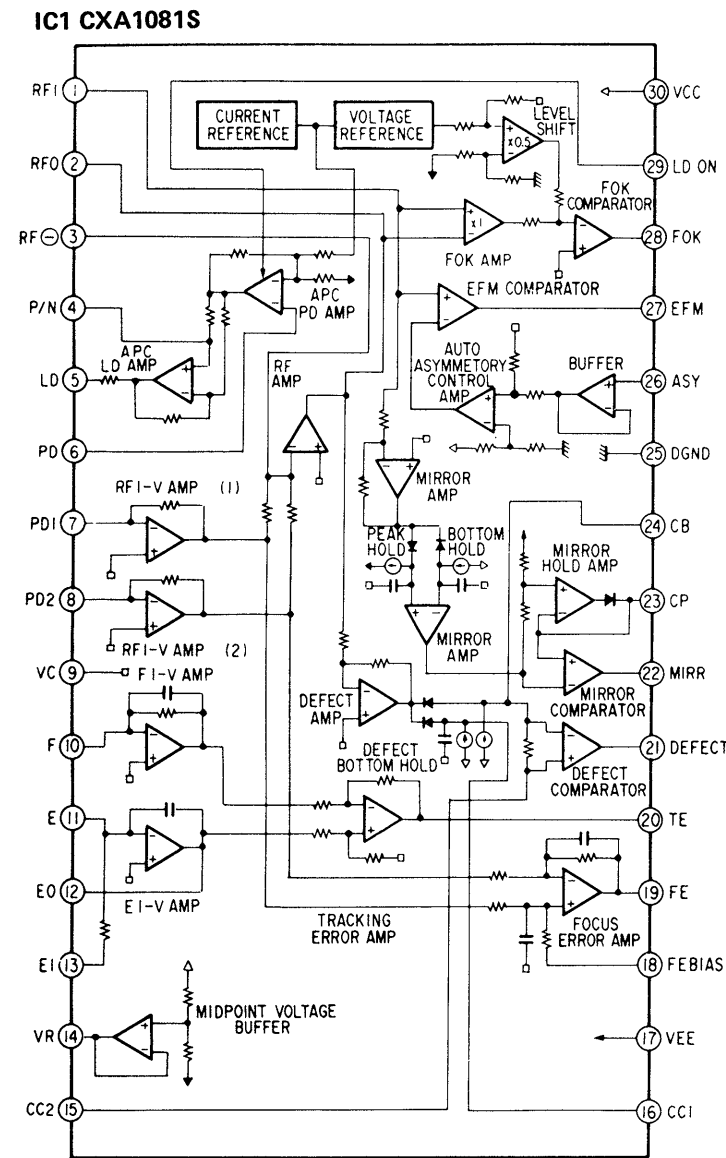 IC1 CXA1081S
RFI 1
RFO 2
RF⊖ 3
P/N 4
LD 5
PD 6
PD1 7
PD2 8
VC 9
F 10
E 11
EO 12
EI 13
VR 14
CC2 15
30 VCC
29 LD ON
28 FOK
27 EFM
26 ASY
25 DGND
24 CB
23 CP
22 MIRR
21 DEFECT
20 TE
19 FE
18 FEBIAS
17 VEE
16 CC1
CURRENT
REFERENCE
VOLTAGE
REFERENCE
LEVEL
SHIFT
+
×0.5
−
FOK
COMPARATOR
−
+
+
×1
−
FOK AMP
APC
PD AMP
−
+
EFM COMPARATOR
+
−
APC
LD AMP
+
−
RF
AMP
−
+
AUTO
ASYMMETORY
CONTROL
AMP
+
−
BUFFER
+
−
−
+
MIRROR
AMP
RFI-V AMP (1)
−
+
PEAK
HOLD
BOTTOM
HOLD
MIRROR
HOLD AMP
+
−
+
−
MIRROR
AMP
−
+
RFI-V AMP (2)
+
−
MIRROR
COMPARATOR
FI-V AMP
−
+
DEFECT
AMP
−
+
DEFECT
BOTTOM HOLD
−
+
DEFECT
COMPARATOR
−
+
EI-V AMP
−
+
TRACKING
ERROR AMP
−
+
FOCUS
ERROR AMP
MIDPOINT VOLTAGE
BUFFER
+
−